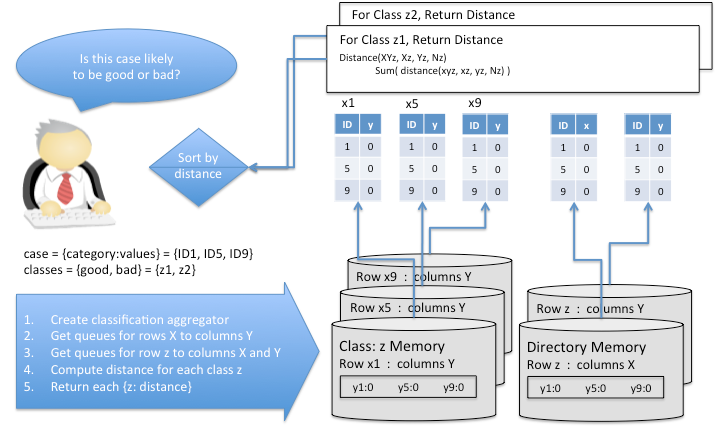 For Class z2, Return Distance
For Class z1, Return Distance
Distance(XYz, Xz, Yz, Nz)
Sum( distance(xyz, xz, yz, Nz) )
Is this case likely
to be good or bad?
Sort by
distance
x1 x5 x9
ID y ID y ID y ID x ID y
1 0 1 0 1 0 1 0 1 0
5 0 5 0 5 0 5 0 5 0
9 0 9 0 9 0 9 0 9 0
case = {category:values} = {ID1, ID5, ID9}
classes = {good, bad} = {z1, z2}
1. Create classification aggregator
2. Get queues for rows X to columns Y
3. Get queues for row z to columns X and Y
4. Compute distance for each class z
5. Return each {z: distance}
Row x9 : columns Y
Row x5 : columns Y
Class: z Memory
Row x1 : columns Y
y1:0 y5:0 y9:0
Row z : columns Y
Directory Memory
Row z : columns X
y1:0 y5:0 y9:0